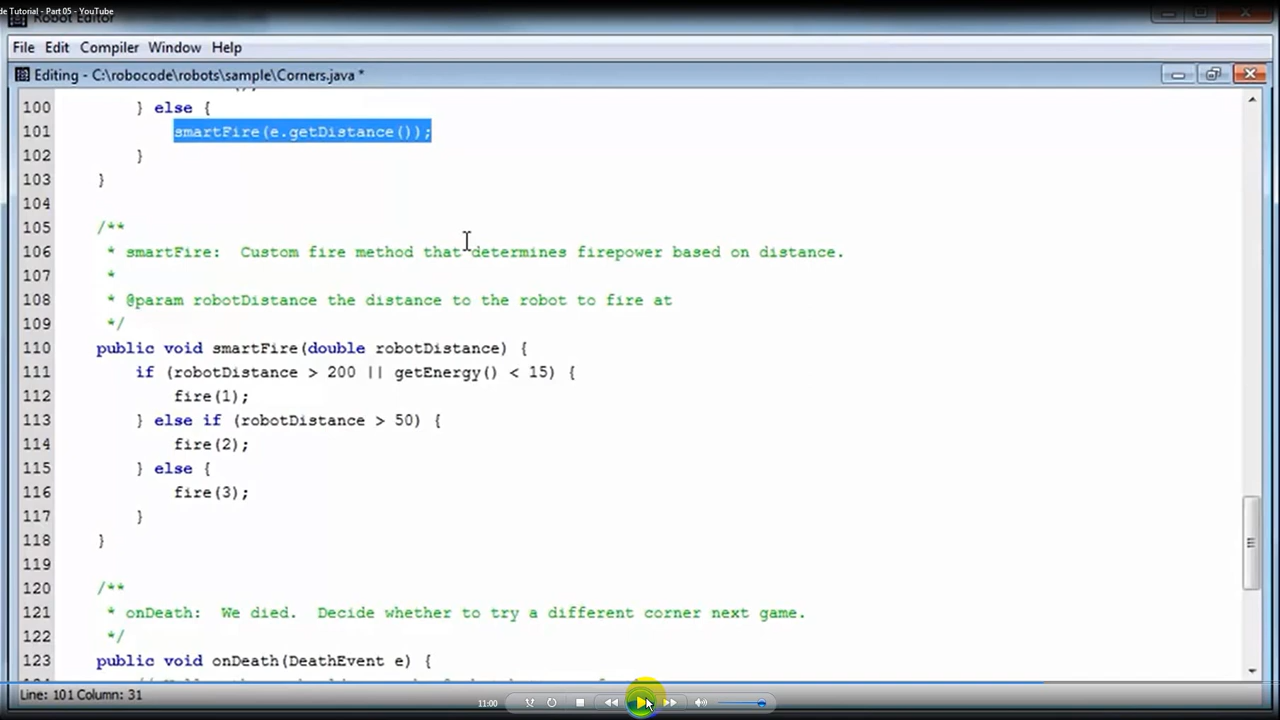 de Tutorial - Part 05 - YouTube
Robot Editor
File Edit Compiler Window Help
Editing - C:\robocode\robots\sample\Corners.java *
100 } else {
101 smartFire(e.getDistance());
102 }
103 }
104
105 /**
106 * smartFire: Custom fire method that determines firepower based on distance.
107 *
108 * @param robotDistance the distance to the robot to fire at
109 */
110 public void smartFire(double robotDistance) {
111 if (robotDistance > 200 || getEnergy() < 15) {
112 fire(1);
113 } else if (robotDistance > 50) {
114 fire(2);
115 } else {
116 fire(3);
117 }
118 }
119
120 /**
121 * onDeath: We died. Decide whether to try a different corner next game.
122 */
123 public void onDeath(DeathEvent e) {
Line: 101 Column: 31
11:00